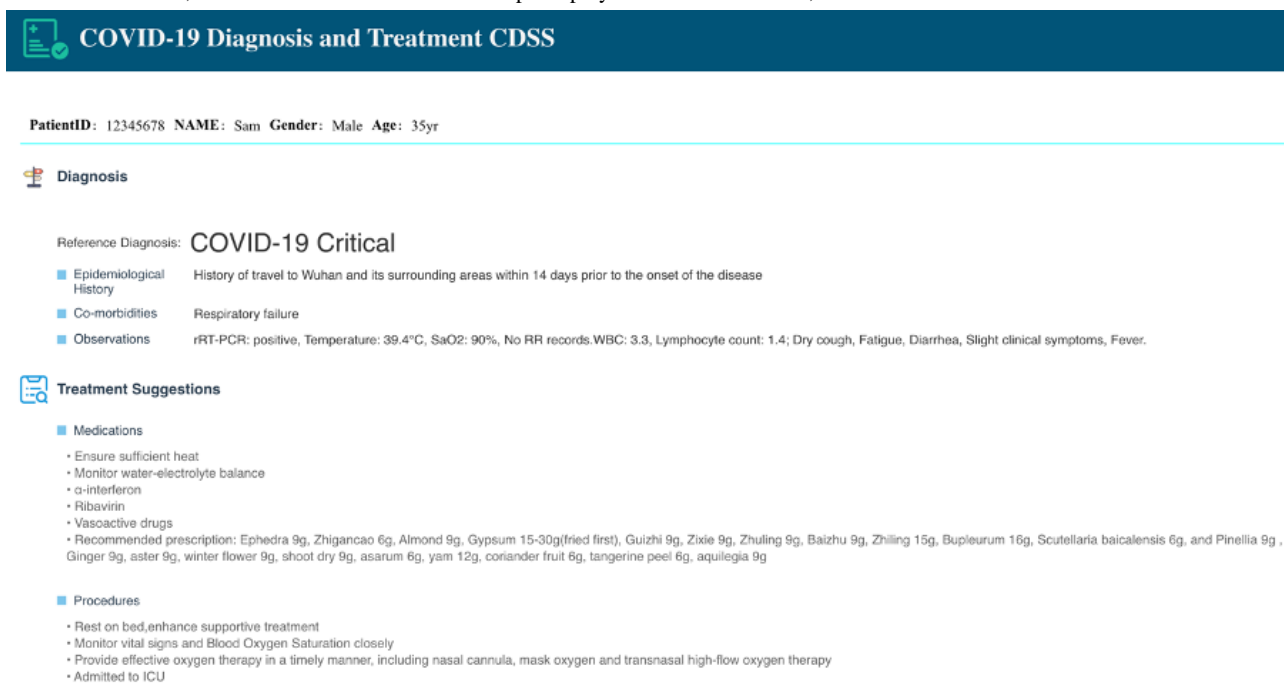 COVID-19 Diagnosis and Treatment CDSS
PatientID: 12345678 NAME: Sam Gender: Male Age: 35yr
Diagnosis
Reference Diagnosis: COVID-19 Critical
Epidemiological History History of travel to Wuhan and its surrounding areas within 14 days prior to the onset of the disease
Co-morbidities Respiratory failure
Observations rRT-PCR: positive, Temperature: 39.4°C, SaO2: 90%, No RR records.WBC: 3.3, Lymphocyte count: 1.4; Dry cough, Fatigue, Diarrhea, Slight clinical symptoms, Fever.
Treatment Suggestions
Medications
• Ensure sufficient heat
• Monitor water-electrolyte balance
• α-interferon
• Ribavirin
• Vasoactive drugs
• Recommended prescription: Ephedra 9g, Zhigancao 6g, Almond 9g, Gypsum 15-30g(fried first), Guizhi 9g, Zixie 9g, Zhuling 9g, Baizhu 9g, Zhiling 15g, Bupleurum 16g, Scutellaria baicalensis 6g, and Pinellia 9g ,
Ginger 9g, aster 9g, winter flower 9g, shoot dry 9g, asarum 6g, yam 12g, coriander fruit 6g, tangerine peel 6g, aquilegia 9g
Procedures
• Rest on bed,enhance supportive treatment
• Monitor vital signs and Blood Oxygen Saturation closely
• Provide effective oxygen therapy in a timely manner, including nasal cannula, mask oxygen and transnasal high-flow oxygen therapy
• Admitted to ICU